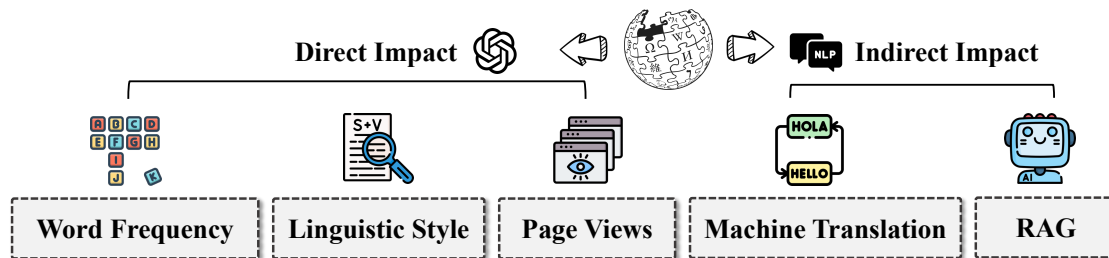 Direct Impact
Ω W И
NLP
Indirect Impact
A B C D
E F G H
I
J K
S+V
HOLA
HELLO
AI
Word Frequency
Linguistic Style
Page Views
Machine Translation
RAG